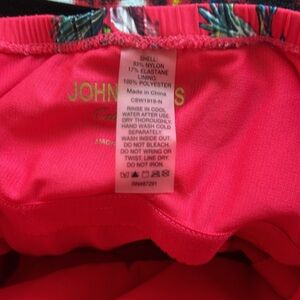 SHELL:
83% NYLON
17% ELASTANE
LINING:
100% POLYESTER
Made in China
CBW1919-N
RINSE IN COOL
WATER AFTER USE.
DRY THOROUGHLY.
HAND WASH COLD
SEPARATELY.
WASH INSIDE OUT.
DO NOT BLEACH.
DO NOT WRING OR
TWIST. LINE DRY.
DO NOT IRON.
JOHN
S